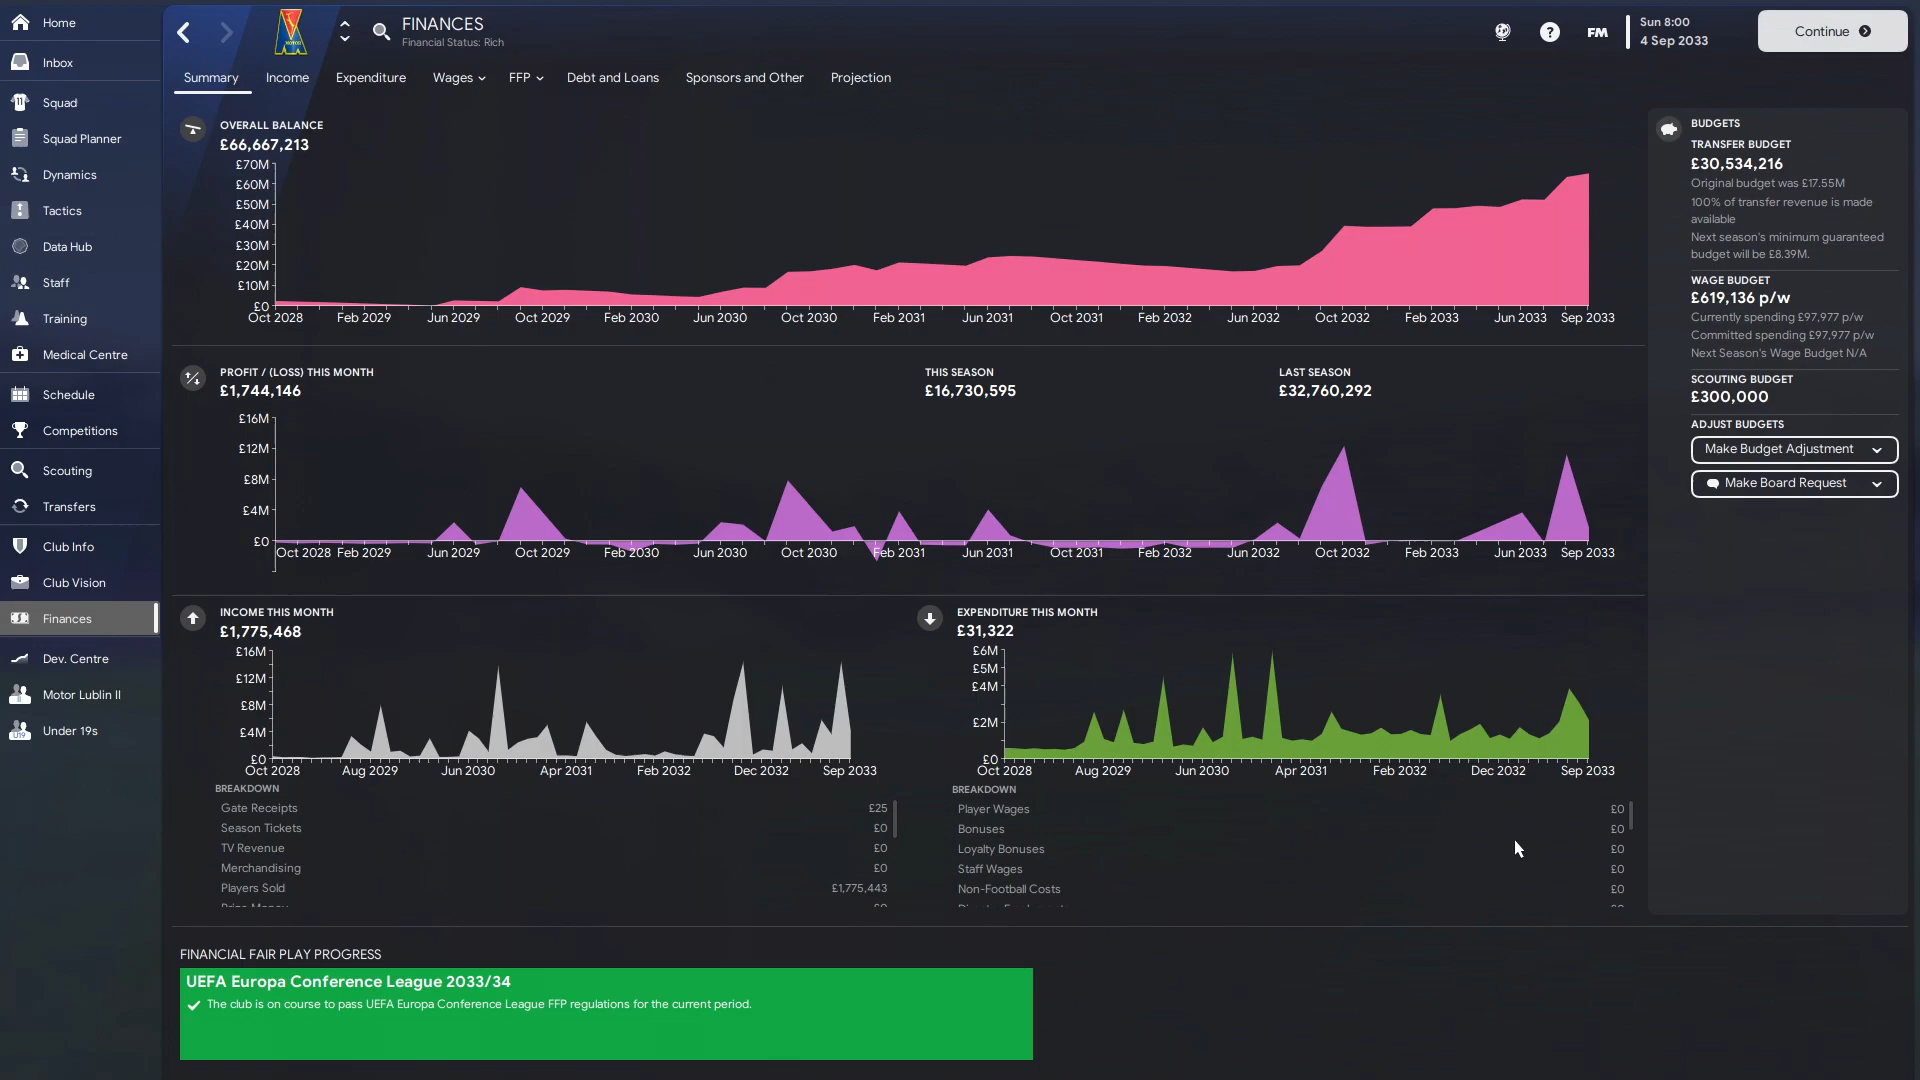 Home
Inbox
Squad
Squad Planner
Dynamics
Tactics
Data Hub
Staff
Training
Medical Centre
Schedule
Competitions
Scouting
Transfers
Club Info
Club Vision
Finances
Dev. Centre
Motor Lublin II
Under 19s
FINANCES
Financial Status: Rich
FM
Sun 8:00
4 Sep 2033
Continue
Summary Income Expenditure Wages FFP Debt and Loans Sponsors and Other Projection
OVERALL BALANCE
£66,667,213
£70M
£60M
£50M
£40M
£30M
£20M
£10M
£0
Oct 2028 Feb 2029 Jun 2029 Oct 2029 Feb 2030 Jun 2030 Oct 2030 Feb 2031 Jun 2031 Oct 2031 Feb 2032 Jun 2032 Oct 2032 Feb 2033 Jun 2033 Sep 2033
PROFIT / (LOSS) THIS MONTH
£1,744,146
THIS SEASON
£16,730,595
LAST SEASON
£32,760,292
£16M
£12M
£8M
£4M
£0
Oct 2028 Feb 2029 Jun 2029 Oct 2029 Feb 2030 Jun 2030 Oct 2030 Feb 2031 Jun 2031 Oct 2031 Feb 2032 Jun 2032 Oct 2032 Feb 2033 Jun 2033 Sep 2033
INCOME THIS MONTH
£1,775,468
£16M
£12M
£8M
£4M
£0
Oct 2028 Aug 2029 Jun 2030 Apr 2031 Feb 2032 Dec 2032 Sep 2033
BREAKDOWN
Gate Receipts £25
Season Tickets £0
TV Revenue £0
Merchandising £0
Players Sold £1,775,443
EXPENDITURE THIS MONTH
£31,322
£6M
£5M
£4M
£2M
£0
Oct 2028 Aug 2029 Jun 2030 Apr 2031 Feb 2032 Dec 2032 Sep 2033
BREAKDOWN
Player Wages £0
Bonuses £0
Loyalty Bonuses £0
Staff Wages £0
Non-Football Costs £0
BUDGETS
TRANSFER BUDGET
£30,534,216
Original budget was £17.55M
100% of transfer revenue is made
available
Next season's minimum guaranteed
budget will be £8.39M.
WAGE BUDGET
£619,136 p/w
Currently spending £97,977 p/w
Committed spending £97,977 p/w
Next Season's Wage Budget N/A
SCOUTING BUDGET
£300,000
ADJUST BUDGETS
Make Budget Adjustment
Make Board Request
FINANCIAL FAIR PLAY PROGRESS
UEFA Europa Conference League 2033/34
The club is on course to pass UEFA Europa Conference League FFP regulations for the current period.